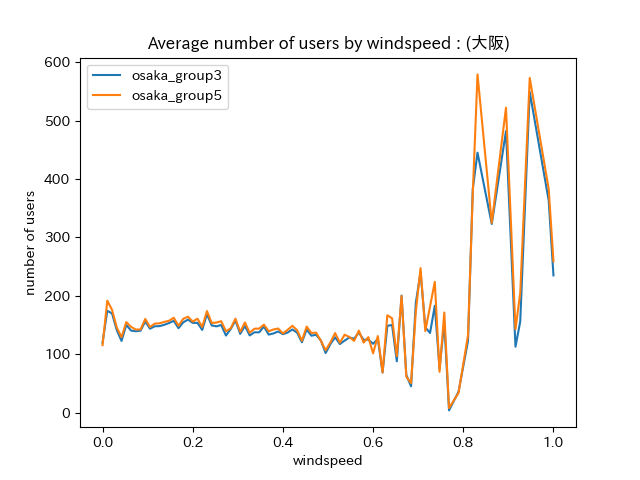 Average number of users by windspeed : (大阪)
osaka_group3
osaka_group5
number of users
600
500
400
300
200
100
0
0.0 0.2 0.4 0.6 0.8 1.0
windspeed